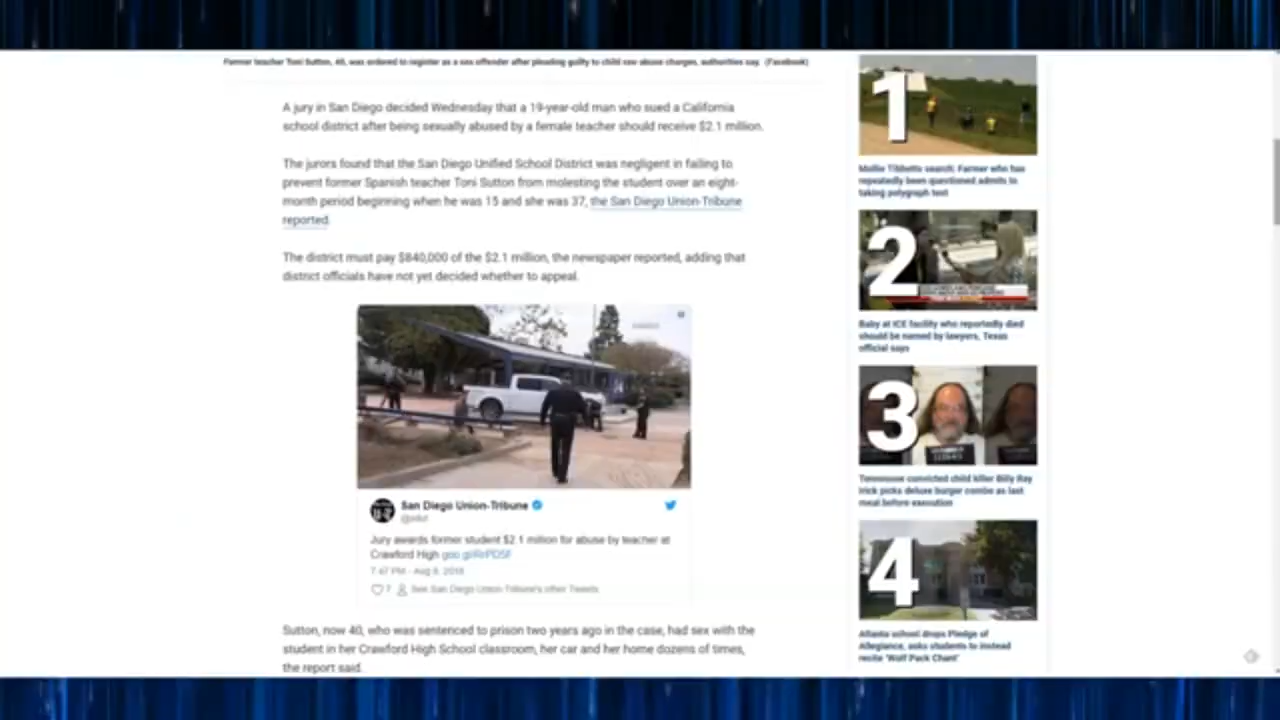 Former teacher Toni Sutton, 40, was ordered to register as a sex offender after pleading guilty to child sex abuse charges, authorities say. (Facebook)
A jury in San Diego decided Wednesday that a 19-year-old man who sued a California
school district after being sexually abused by a female teacher should receive $2.1 million.
The jurors found that the San Diego Unified School District was negligent in failing to
prevent former Spanish teacher Toni Sutton from molesting the student over an eight-
month period beginning when he was 15 and she was 37, the San Diego Union-Tribune
reported.
The district must pay $840,000 of the $2.1 million, the newspaper reported, adding that
district officials have not yet decided whether to appeal.
San Diego Union-Tribune
Jury awards former student $2.1 million for abuse by teacher at
Crawford High
7:47 PM - Aug 8, 2018
7 See San Diego Union-Tribune's other Tweets
Sutton, now 40, who was sentenced to prison two years ago in the case, had sex with the
student in her Crawford High School classroom, her car and her home dozens of times,
the report said.
1
Mollie Tibbetts search: Farmer who has
repeatedly been questioned admits to
taking polygraph test
2
Baby at ICE facility who reportedly died
should be named by lawyers, Texas
official says
3
Tennessee convicted child killer Billy Ray
Irick picks deluxe burger combo as last
meal before execution
4
Atlanta school drops Pledge of
Allegiance, asks students to instead
recite 'Wolf Pack Chant'